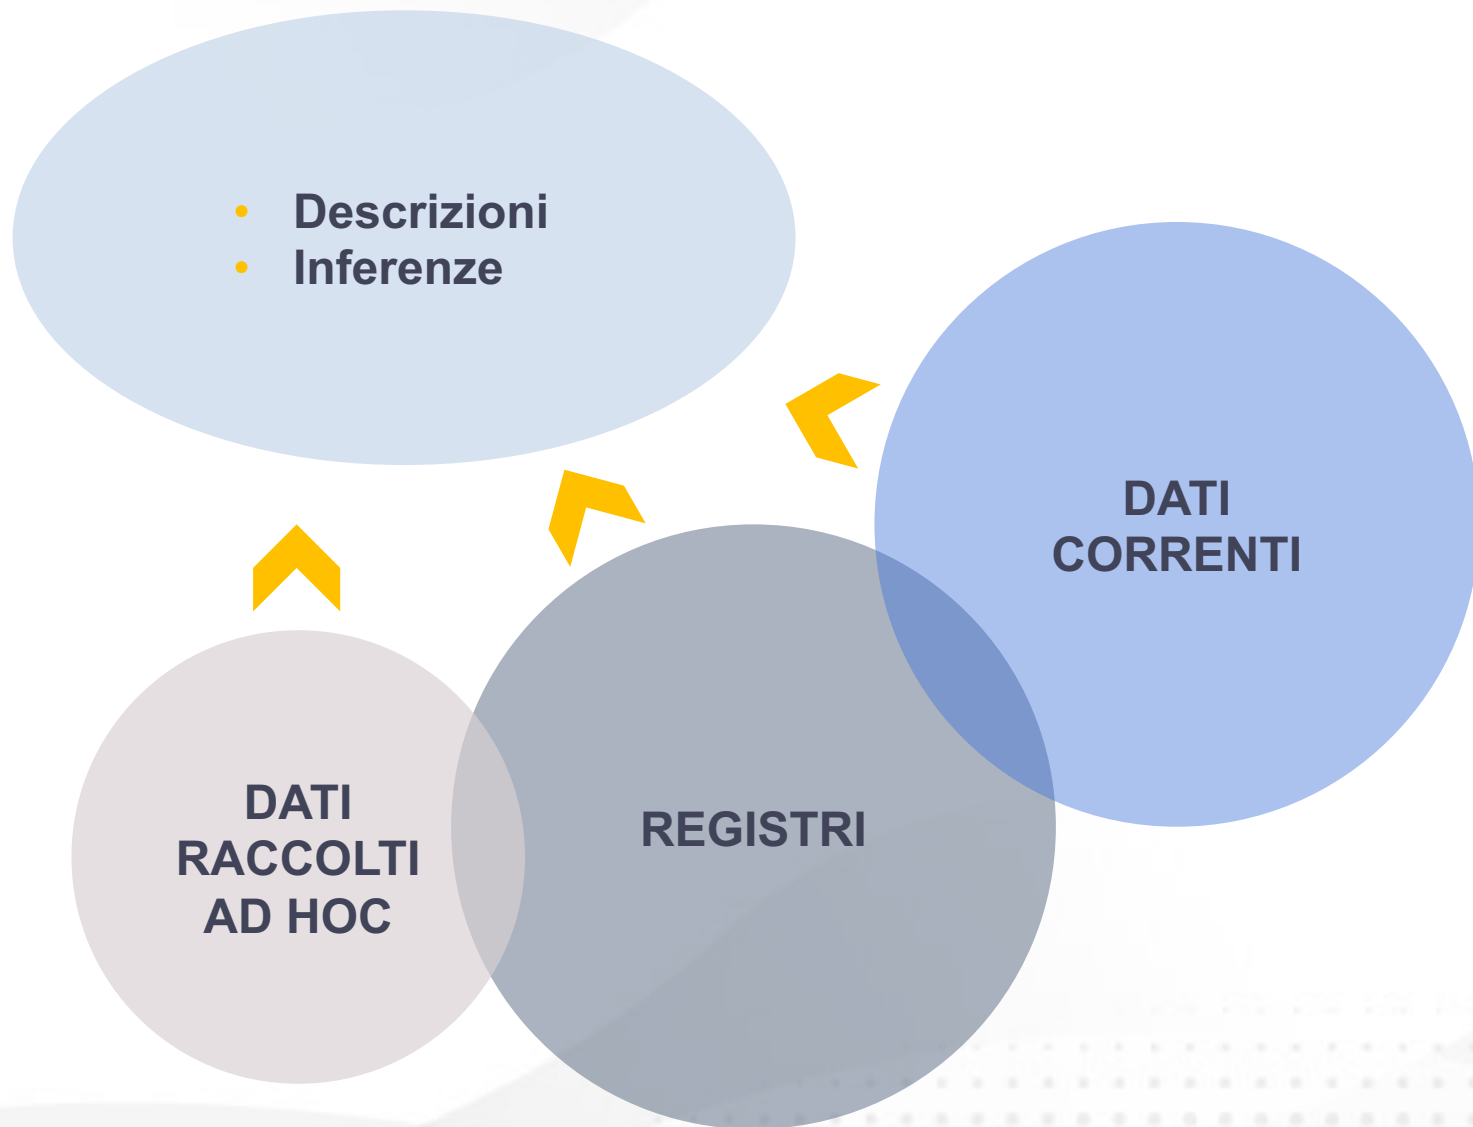 • Descrizioni
• Inferenze
DATI
CORRENTI
DATI
RACCOLTI
AD HOC
REGISTRI